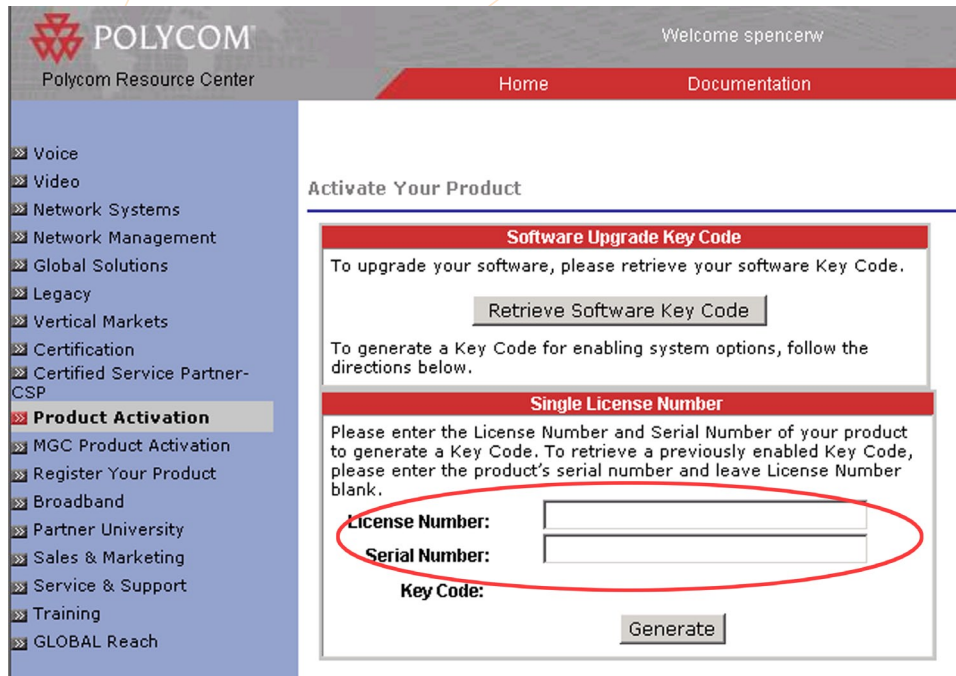 POLYCOM
Welcome spencerw
Polycom Resource Center
Home
Documentation
Voice
Video
Network Systems
Network Management
Global Solutions
Legacy
Vertical Markets
Certification
Certified Service Partner-
CSP
Product Activation
MGC Product Activation
Register Your Product
Broadband
Partner University
Sales & Marketing
Service & Support
Training
GLOBAL Reach
Activate Your Product
Software Upgrade Key Code
To upgrade your software, please retrieve your software Key Code.
Retrieve Software Key Code
To generate a Key Code for enabling system options, follow the
directions below.
Single License Number
Please enter the License Number and Serial Number of your product
to generate a Key Code. To retrieve a previously enabled Key Code,
please enter the product's serial number and leave License Number
blank.
License Number:
Serial Number:
Key Code:
Generate